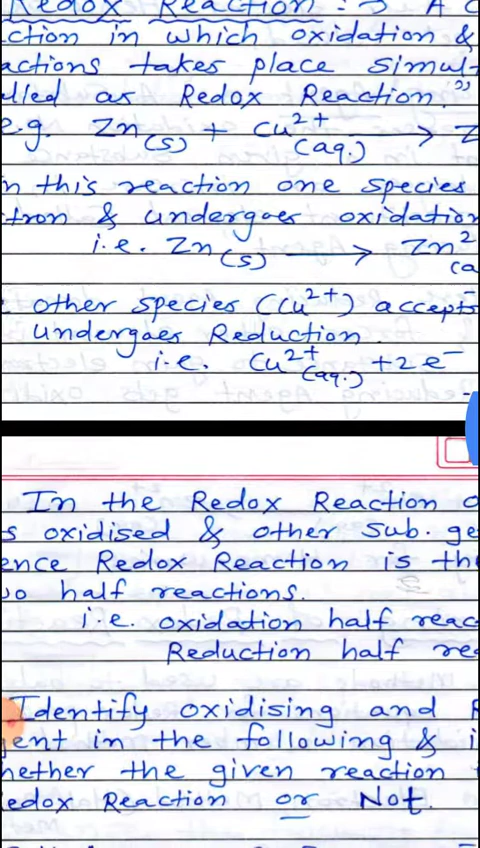 Redox Reaction :→ A c
ction in which oxidation &
actions takes place simul-
lled as Redox Reaction."
e.g. Zn(s) + Cu²⁺(aq.) → Z
n this reaction one species
tron & undergoes oxidation
i.e. Zn(s) → Zn²
(a
other species (Cu²⁺) accepts
undergoes Reduction.
i.e. Cu²⁺(aq.) + 2e⁻
In the Redox Reaction o
s oxidised & other sub. ge
ence Redox Reaction is the
o half reactions.
i.e. oxidation half reac
Reduction half re
Identify oxidising and R
gent in the following & i
hether the given reaction
edox Reaction or Not.